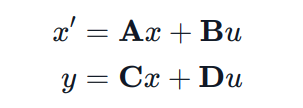 x′ = Ax + Bu
y = Cx + Du